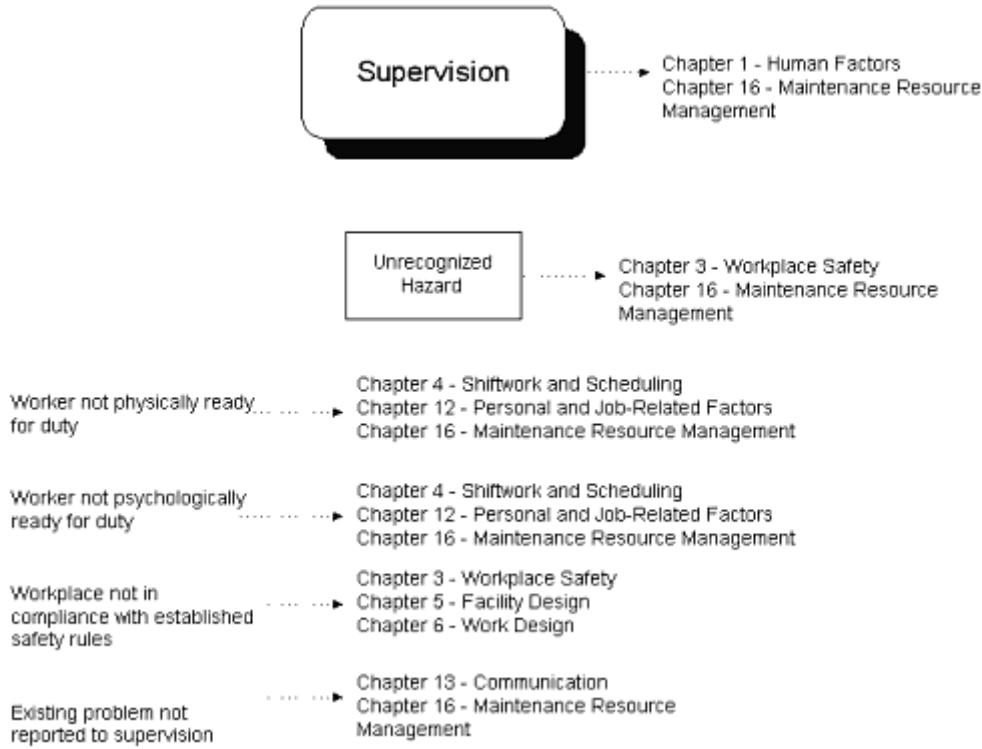 Supervision
Chapter 1 - Human Factors
Chapter 16 - Maintenance Resource
Management
Unrecognized
Hazard
Chapter 3 - Workplace Safety
Chapter 16 - Maintenance Resource
Management
Worker not physically ready
for duty
Chapter 4 - Shiftwork and Scheduling
Chapter 12 - Personal and Job-Related Factors
Chapter 16 - Maintenance Resource Management
Worker not psychologically
ready for duty
Chapter 4 - Shiftwork and Scheduling
Chapter 12 - Personal and Job-Related Factors
Chapter 16 - Maintenance Resource Management
Workplace not in
compliance with established
safety rules
Chapter 3 - Workplace Safety
Chapter 5 - Facility Design
Chapter 6 - Work Design
Existing problem not
reported to supervision
Chapter 13 - Communication
Chapter 16 - Maintenance Resource
Management